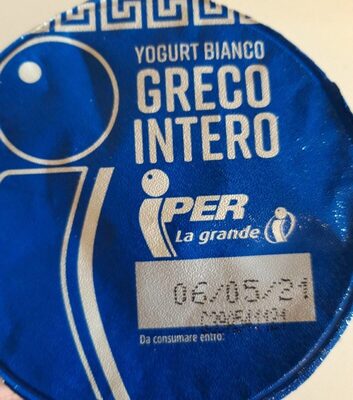 YOGURT BIANCO
GRECO
INTERO
iPER
La grande i
06/05/21
Da consumare entro: